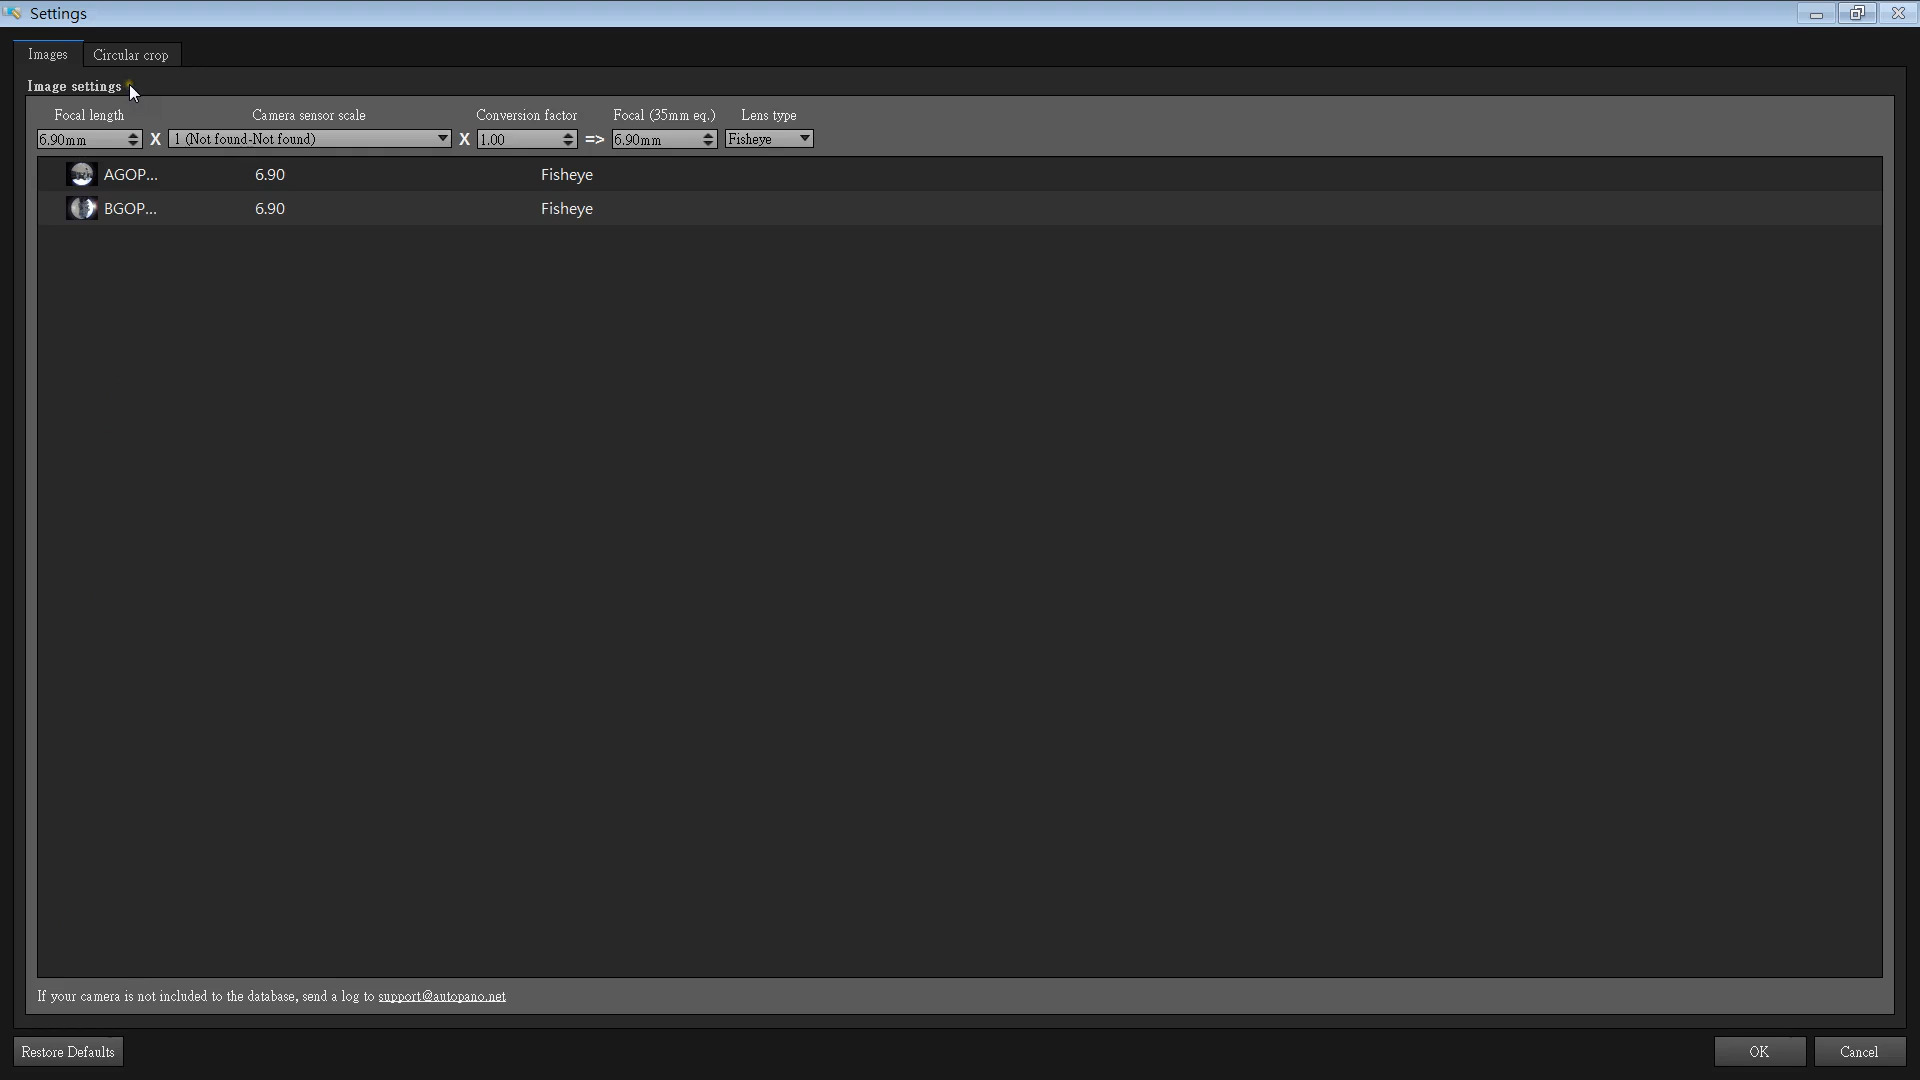 Settings
Images Circular crop
Image settings
Focal length Camera sensor scale Conversion factor Focal (35mm eq.) Lens type
6.90mm X 1 (Not found-Not found) X 1.00 => 6.90mm Fisheye
AGOP... 6.90 Fisheye
BGOP... 6.90 Fisheye
If your camera is not included to the database, send a log to support@autopano.net
Restore Defaults OK Cancel